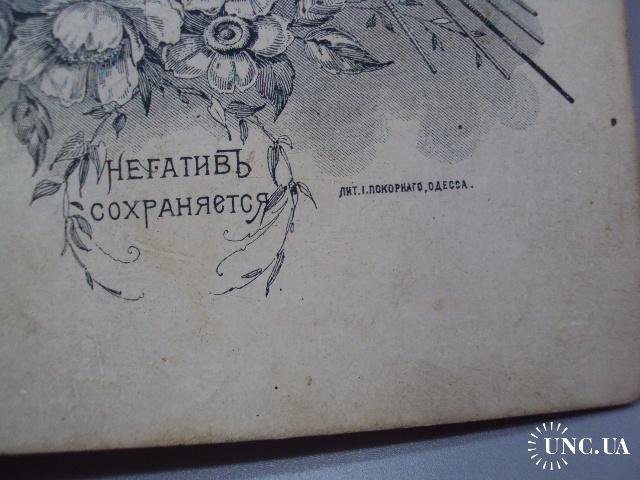 НЕГАТИВЪ
СОХРАНЯЕТСЯ
ЛИТ. І. ПОКОРНАГО, ОДЕССА.
UNC.UA